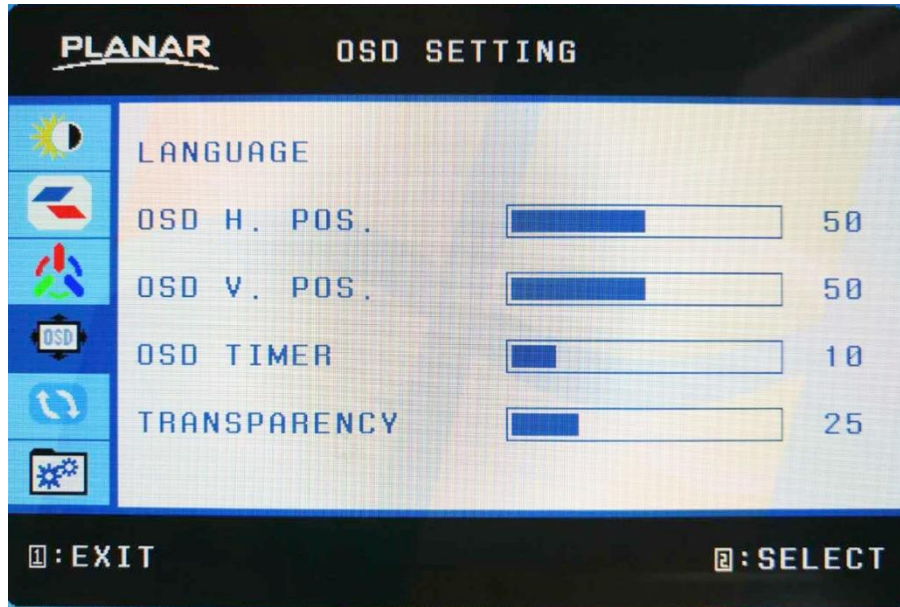 PLANAR OSD SETTING
LANGUAGE
OSD H. POS. 50
OSD V. POS. 50
OSD
OSD TIMER 10
TRANSPARENCY 25
1:EXIT 2:SELECT